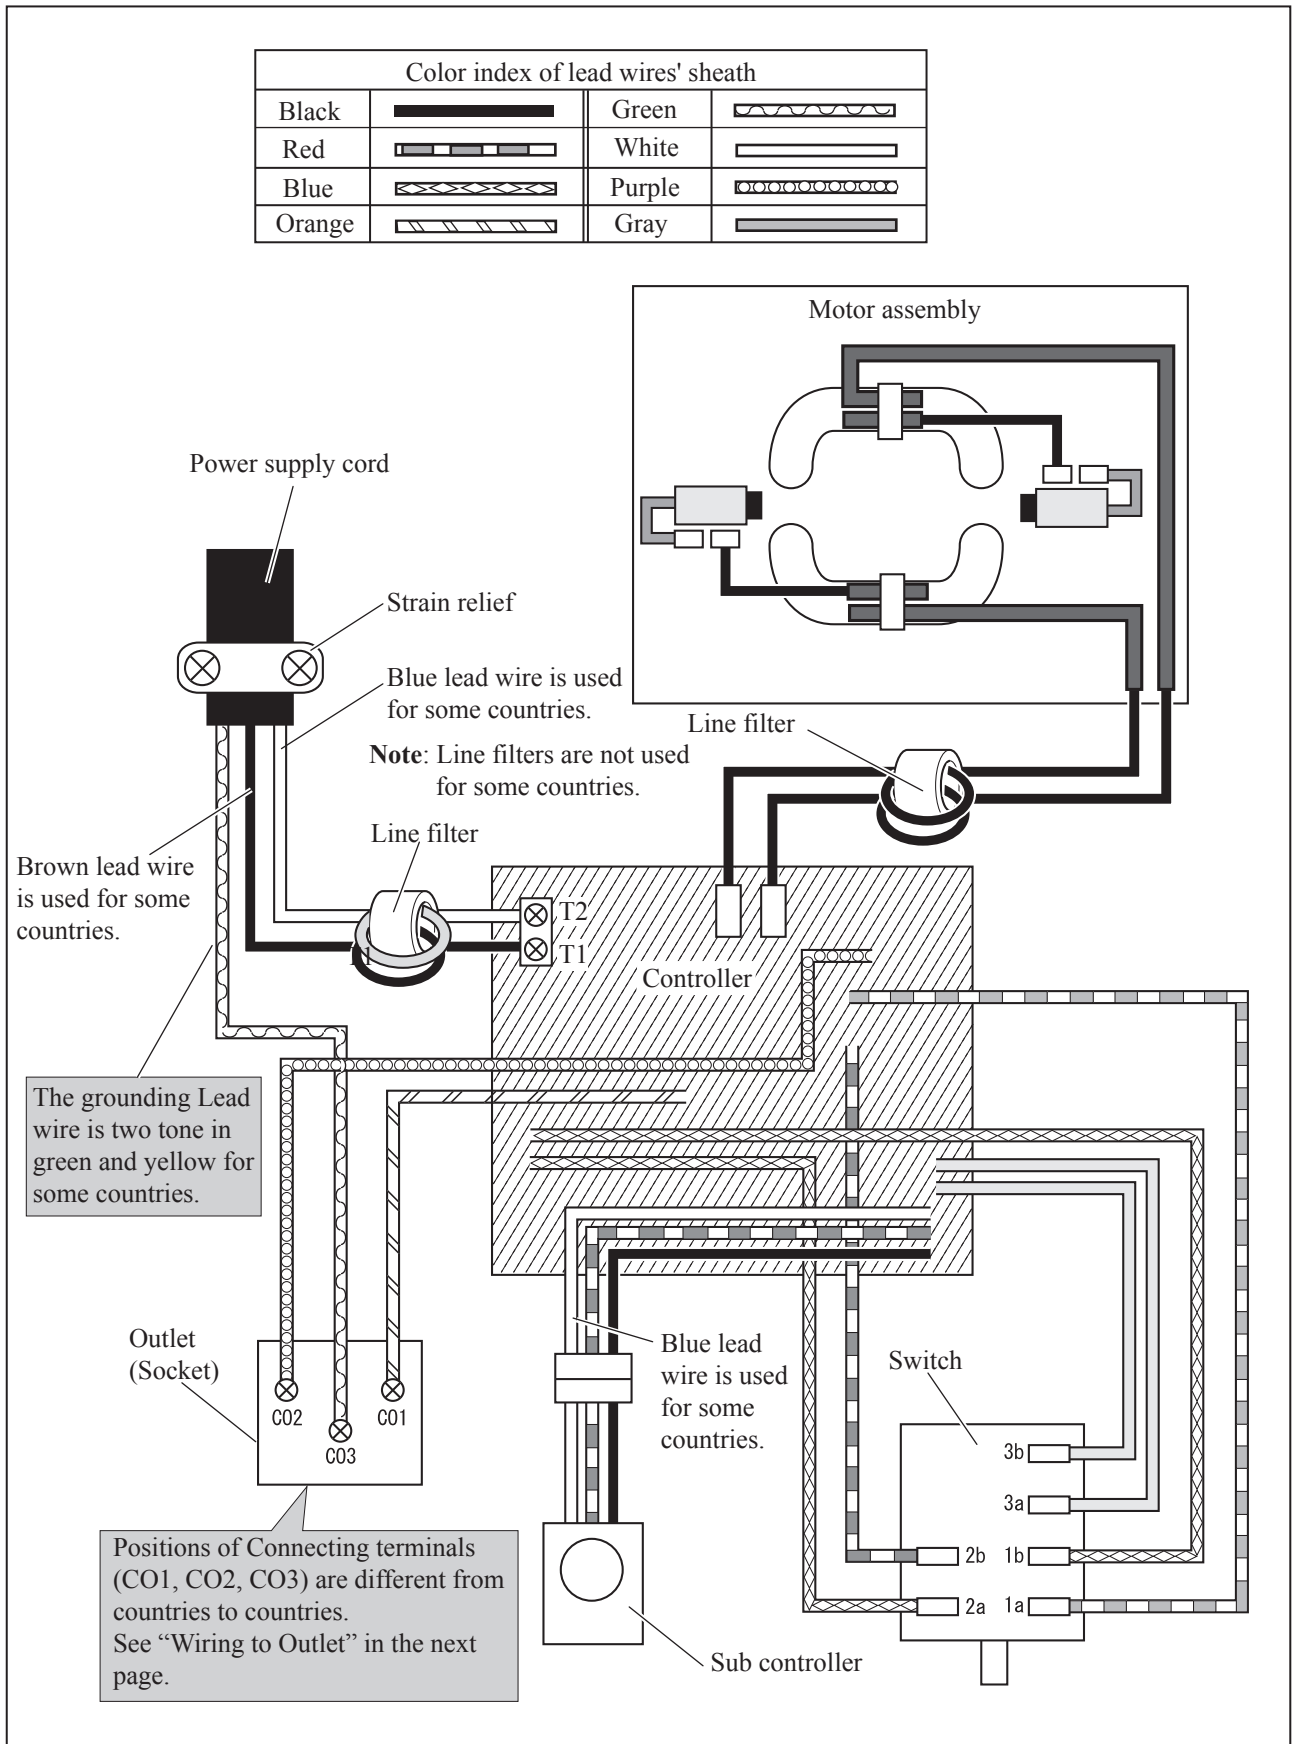 Color index of lead wires' sheath
Black
Green
Red
White
Blue
Purple
Orange
Gray
Motor assembly
Power supply cord
Strain relief
Blue lead wire is used
for some countries.
Line filter
Note: Line filters are not used
for some countries.
Line filter
Brown lead wire
is used for some
countries.
T2
T1
Controller
The grounding Lead
wire is two tone in
green and yellow for
some countries.
Outlet
(Socket)
CO2
CO1
CO3
Blue lead
wire is used
for some
countries.
Switch
3b
3a
2b
1b
2a
1a
Positions of Connecting terminals
(CO1, CO2, CO3) are different from
countries to countries.
See “Wiring to Outlet” in the next
page.
Sub controller